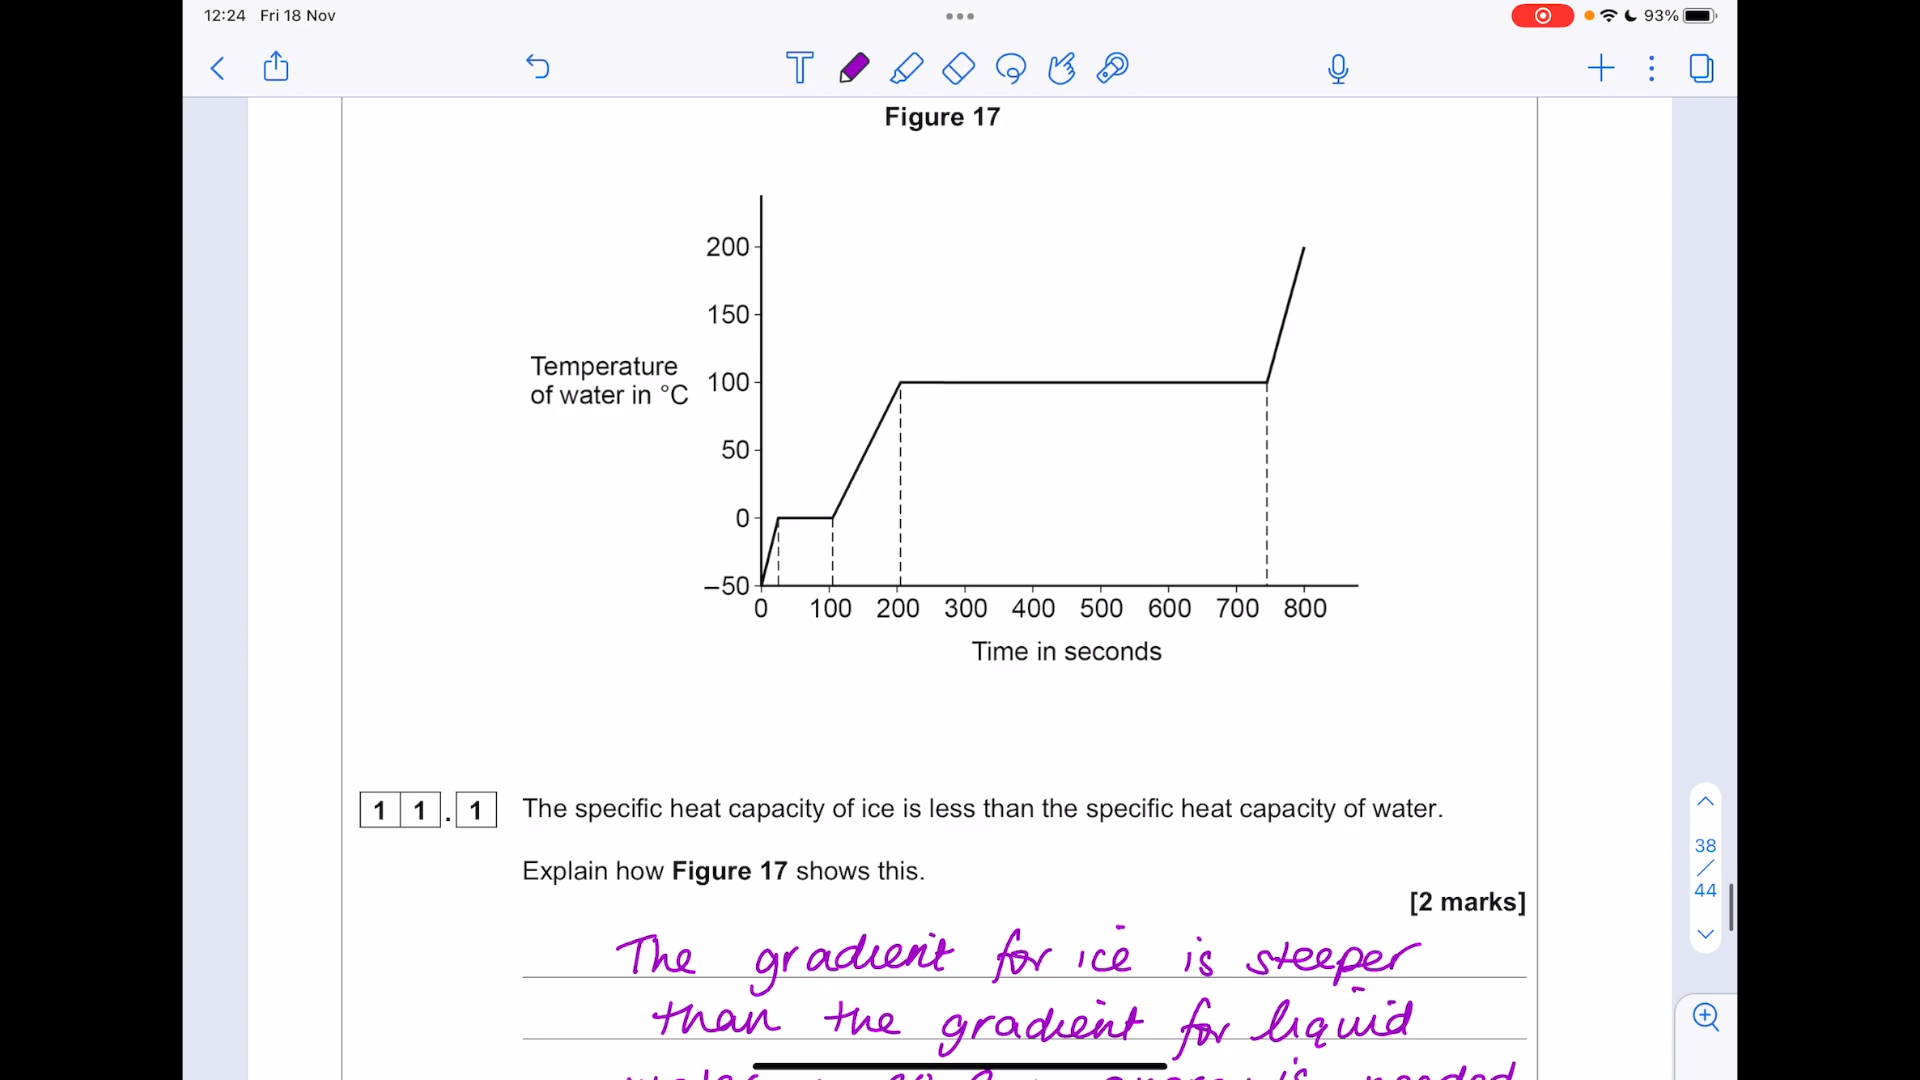 12:24 Fri 18 Nov
93%
Figure 17
200
150
Temperature
of water in °C
100
50
0
–50
0 100 200 300 400 500 600 700 800
Time in seconds
1 1 . 1 The specific heat capacity of ice is less than the specific heat capacity of water.
Explain how Figure 17 shows this.
[2 marks]
The gradient for ice is steeper
than the gradient for liquid
38
44